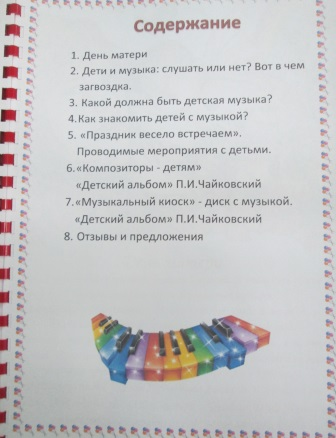 Содержание
1. День матери
2. Дети и музыка: слушать или нет? Вот в чем
загвоздка.
3. Какой должна быть детская музыка?
4.Как знакомить детей с музыкой?
5. «Праздник весело встречаем».
Проводимые мероприятия с детьми.
6.«Композиторы - детям»
«Детский альбом» П.И.Чайковский
7.«Музыкальный киоск» - диск с музыкой.
«Детский альбом» П.И.Чайковский
8. Отзывы и предложения